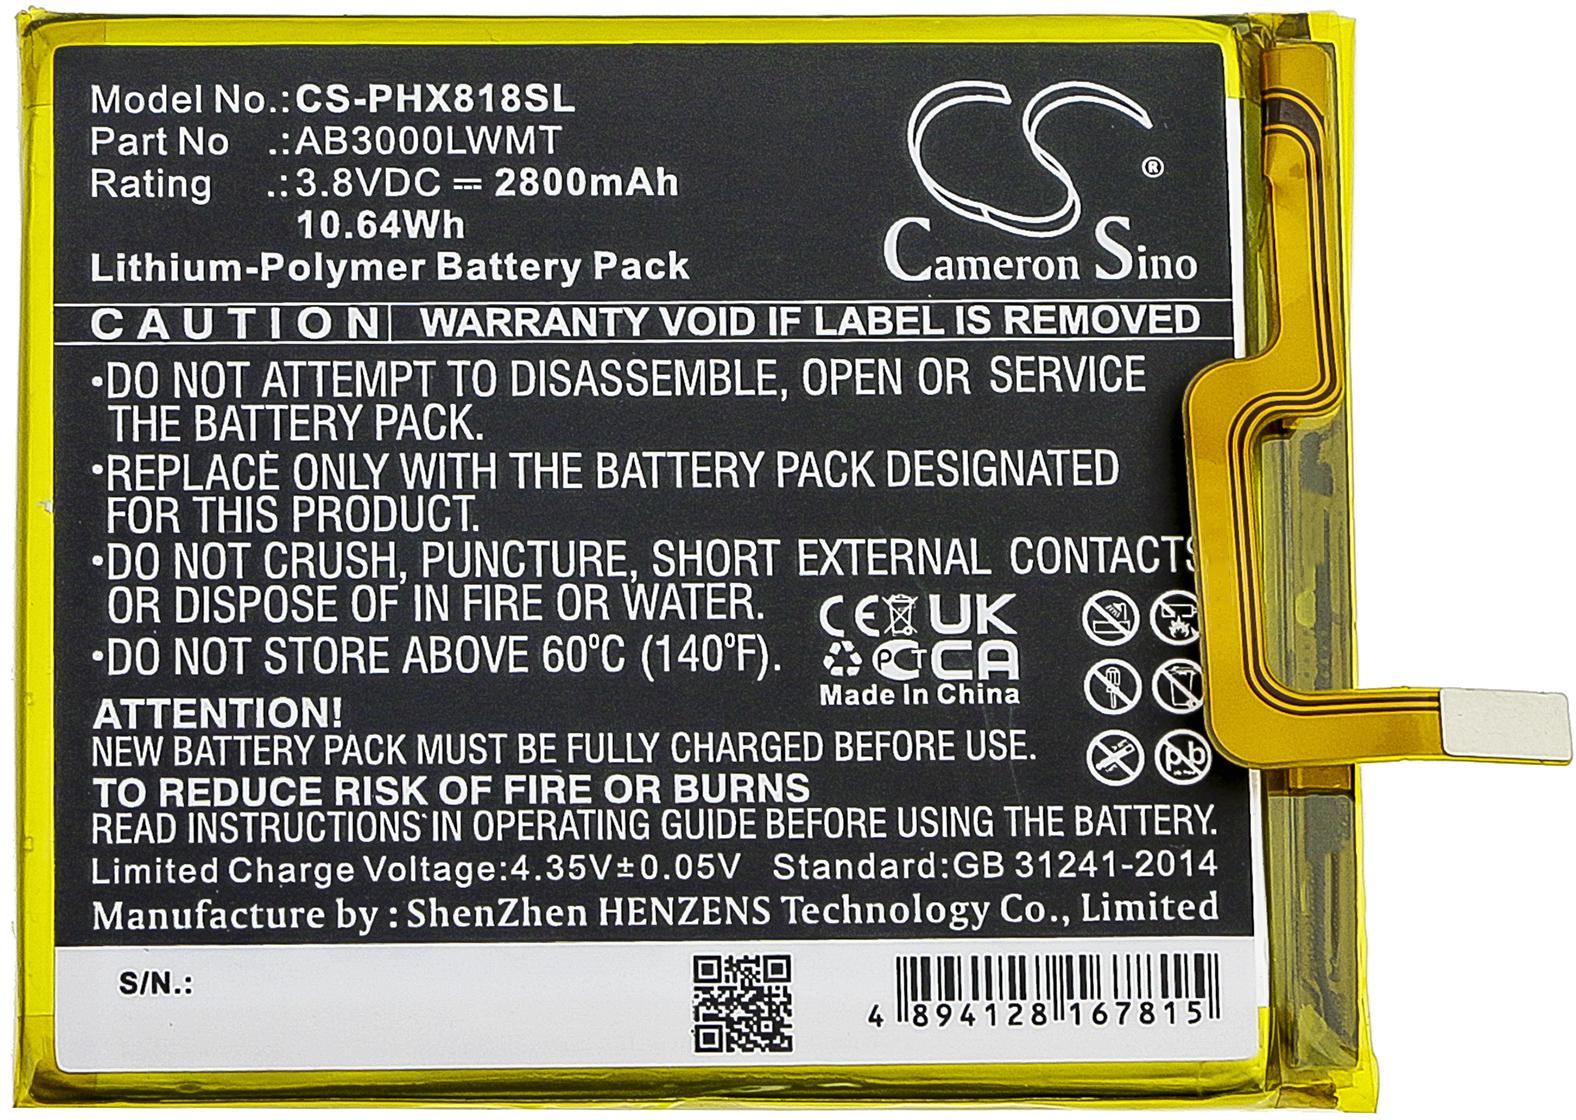 Model No.:CS-PHX818SL
Part No .:AB3000LWMT
Rating .:3.8VDC ⎓ 2800mAh
10.64Wh
Lithium-Polymer Battery Pack
CS ®
Cameron Sino
CAUTION WARRANTY VOID IF LABEL IS REMOVED
•DO NOT ATTEMPT TO DISASSEMBLE, OPEN OR SERVICE
THE BATTERY PACK.
•REPLACE ONLY WITH THE BATTERY PACK DESIGNATED
FOR THIS PRODUCT.
•DO NOT CRUSH, PUNCTURE, SHORT EXTERNAL CONTACTS
OR DISPOSE OF IN FIRE OR WATER.
•DO NOT STORE ABOVE 60ºC (140ºF).
CE UK
PCT CA
Made In China
Pb
ATTENTION!
NEW BATTERY PACK MUST BE FULLY CHARGED BEFORE USE.
TO REDUCE RISK OF FIRE OR BURNS
READ INSTRUCTIONS IN OPERATING GUIDE BEFORE USING THE BATTERY.
Limited Charge Voltage:4.35V±0.05V Standard:GB 31241-2014
Manufacture by : ShenZhen HENZENS Technology Co., Limited
S/N.:
4 894128 167815